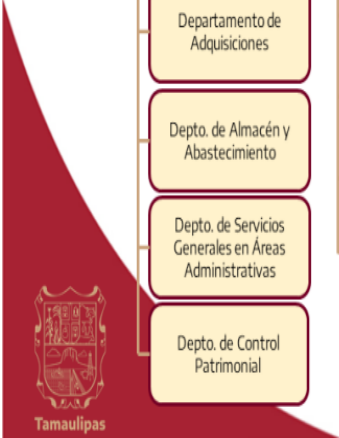 Departamento de
Adquisiciones
Depto. de Almacén y
Abastecimiento
Depto. de Servicios
Generales en Áreas
Administrativas
Depto. de Control
Patrimonial
Tamaulipas